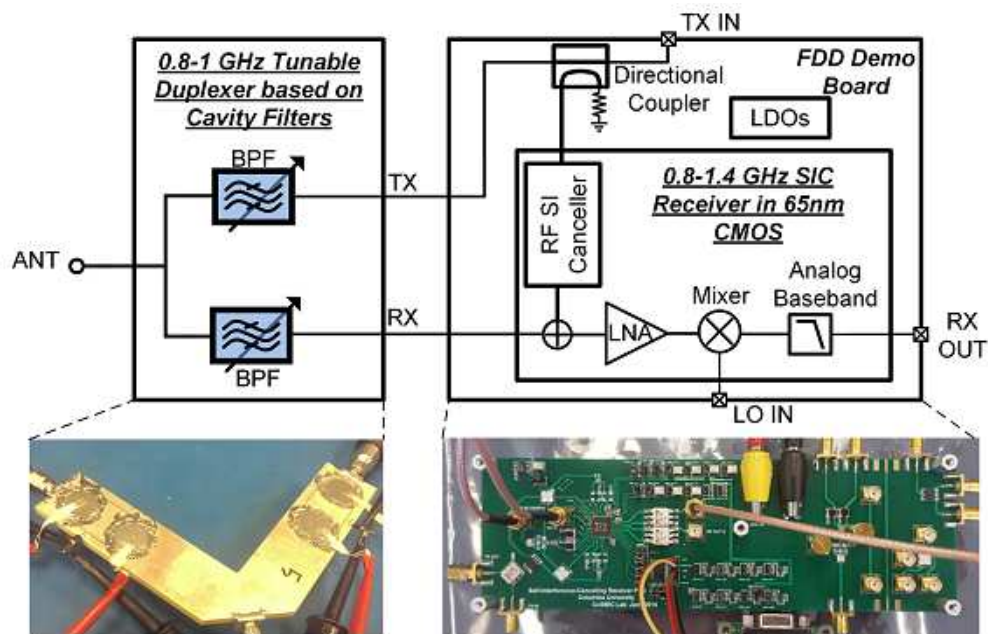 TX IN
0.8-1 GHz Tunable
Duplexer based on
Cavity Filters
FDD Demo
Board
Directional
Coupler
LDOs
BPF
TX
RF SI
Canceller
0.8-1.4 GHz SIC
Receiver in 65nm
CMOS
ANT
Mixer
Analog
Baseband
RX
LNA
RX
OUT
BPF
LO IN
Columbia University